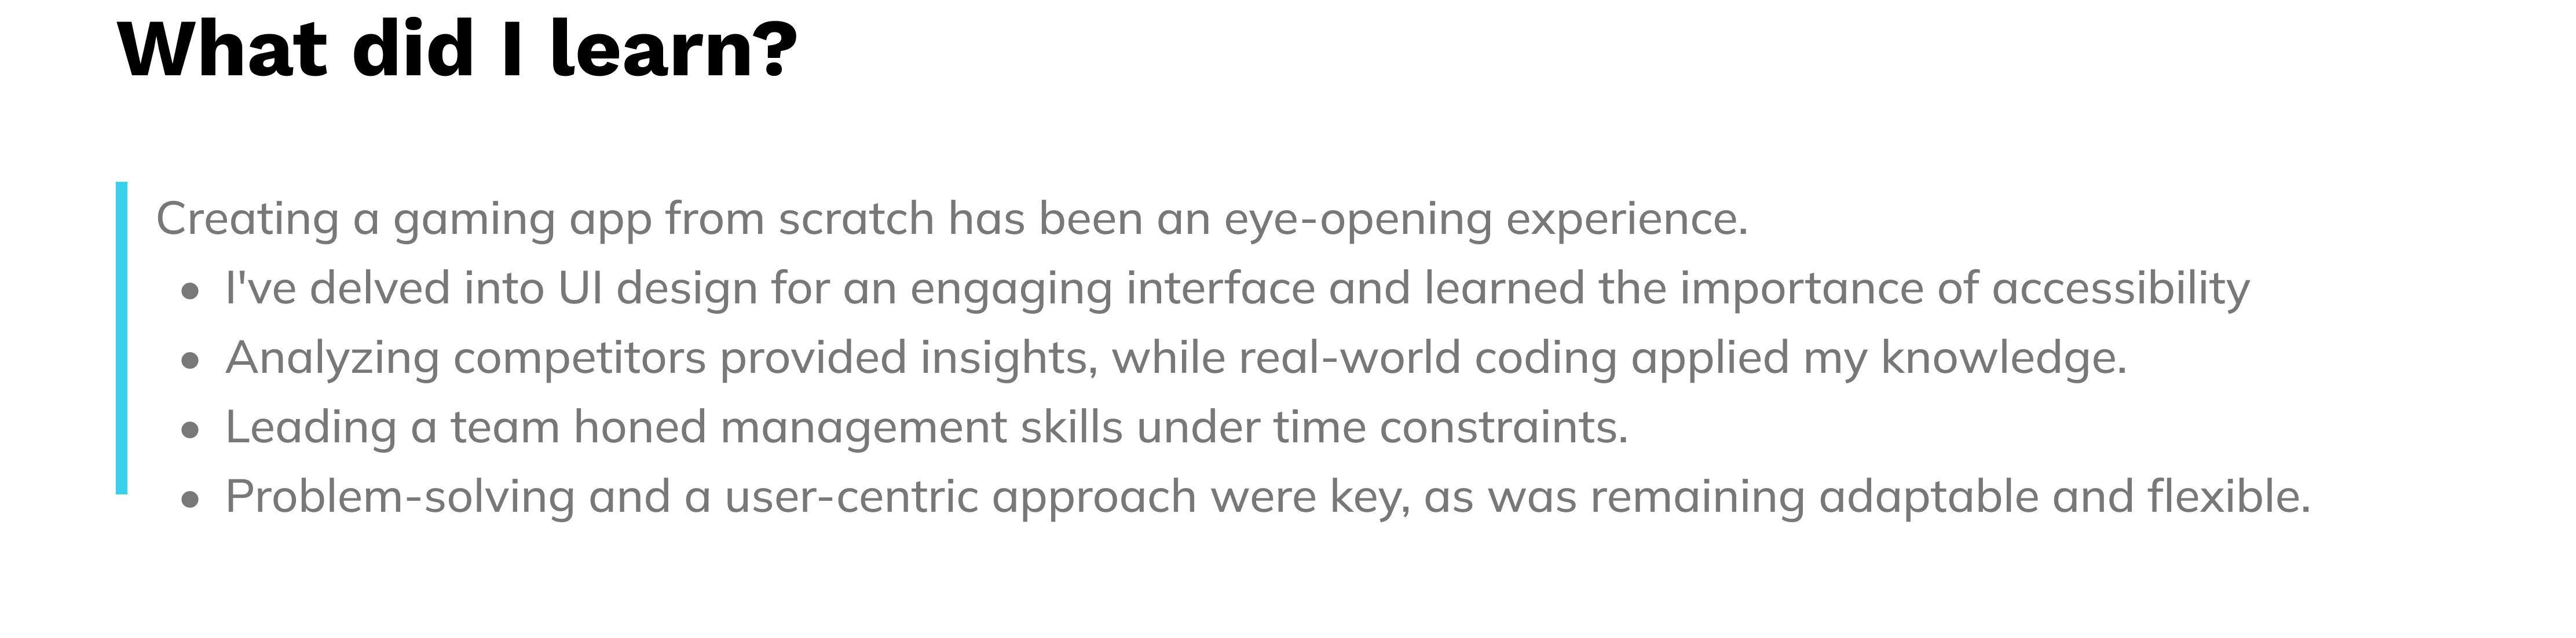 What did I learn?
Creating a gaming app from scratch has been an eye-opening experience.
• I've delved into UI design for an engaging interface and learned the importance of accessibility
• Analyzing competitors provided insights, while real-world coding applied my knowledge.
• Leading a team honed management skills under time constraints.
• Problem-solving and a user-centric approach were key, as was remaining adaptable and flexible.